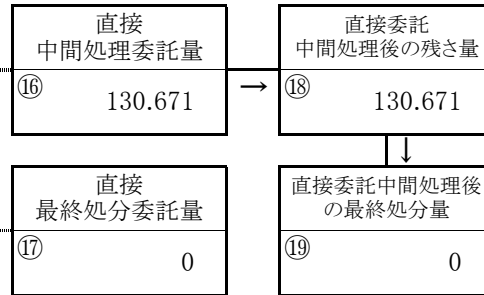 直接
中間処理委託量
⑯
130.671
→
直接委託
中間処理後の残さ量
⑱
130.671
↓
直接
最終処分委託量
⑰
0
直接委託中間処理後
の最終処分量
⑲
0